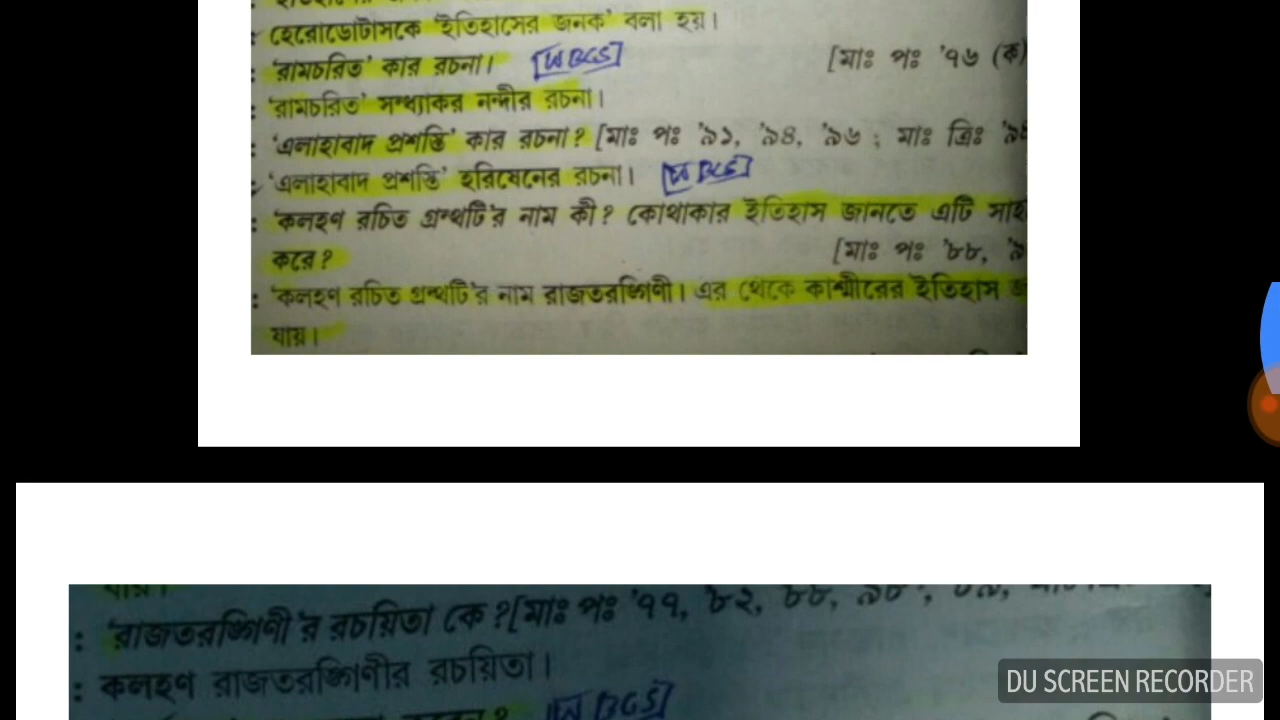 হেরোডোটাসকে 'ইতিহাসের জনক' বলা হয়।
: 'রামচরিত' কার রচনা। [WBCS] [মাঃ পঃ '৭৬ (ক)
: 'রামচরিত' সন্ধ্যাকর নন্দীর রচনা।
: 'এলাহাবাদ প্রশস্তি' কার রচনা? [মাঃ পঃ '৯১, '৯৪, '৯৬ ; মাঃ ত্রিঃ
: 'এলাহাবাদ প্রশস্তি' হরিষেনের রচনা। [WBCS]
: 'কলহণ রচিত গ্রন্থটি'র নাম কী? কোথাকার ইতিহাস জানতে এটি
করে? [মাঃ পঃ '৮৮,
: 'কলহণ রচিত গ্রন্থটি'র নাম রাজতরঙ্গিণী। এর থেকে কাশ্মীরের ইতিহাস
যায়।
যায়।
: 'রাজতরঙ্গিণী'র রচয়িতা কে ?[মাঃ পঃ '৭৭, ৮২, ৮৮,
: কলহণ রাজতরঙ্গিণীর রচয়িতা।
[WBCS]
DU SCREEN RECORDER